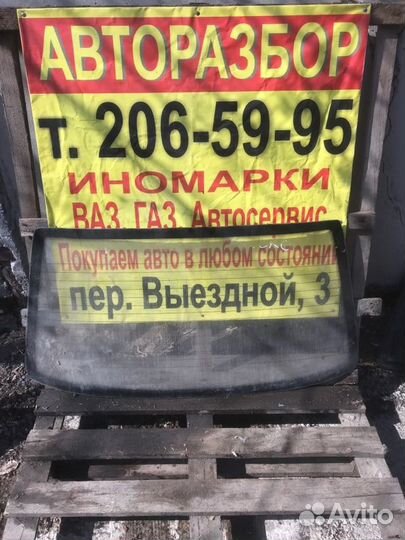 АВТОРАЗБОР
т. 206-59-95
ИНОМАРКИ
ВАЗ, ГАЗ, Автосервис
Покупаем авто в любом состоянии
пер. Выездной, 3
Avito